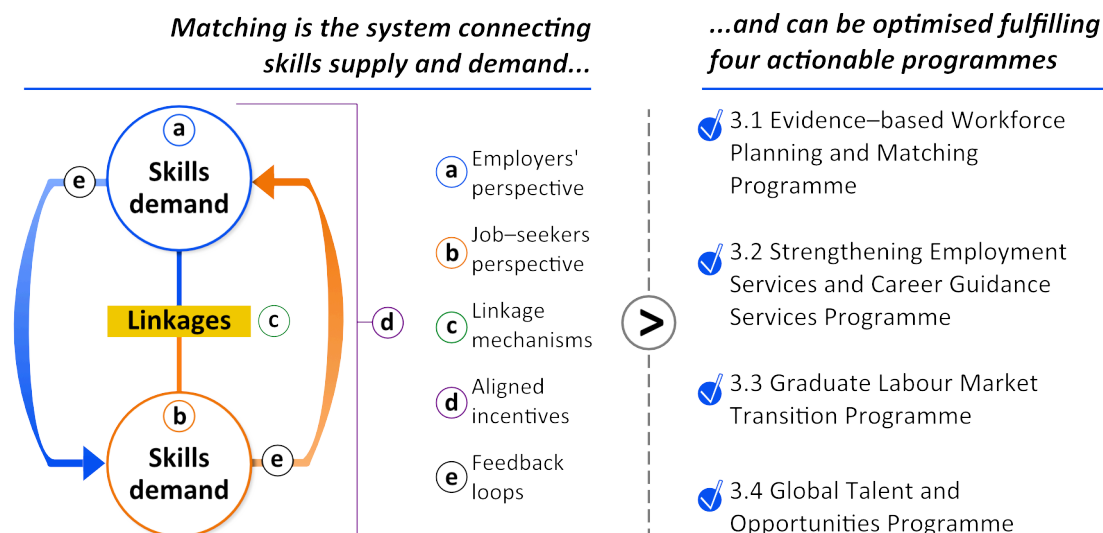 Matching is the system connecting
skills supply and demand...
a
Skills
demand
e
Linkages
c
d
b
Skills
demand
e
a
Employers'
perspective
b
Job–seekers
perspective
c
Linkage
mechanisms
d
Aligned
incentives
e
Feedback
loops
>
...and can be optimised fulfilling
four actionable programmes
3.1 Evidence–based Workforce
Planning and Matching
Programme
3.2 Strengthening Employment
Services and Career Guidance
Services Programme
3.3 Graduate Labour Market
Transition Programme
3.4 Global Talent and
Opportunities Programme